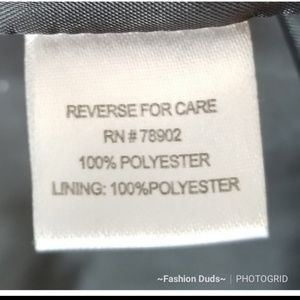 REVERSE FOR CARE
RN # 78902
100% POLYESTER
LINING: 100%POLYESTER
~Fashion Duds~ | PHOTOGRID